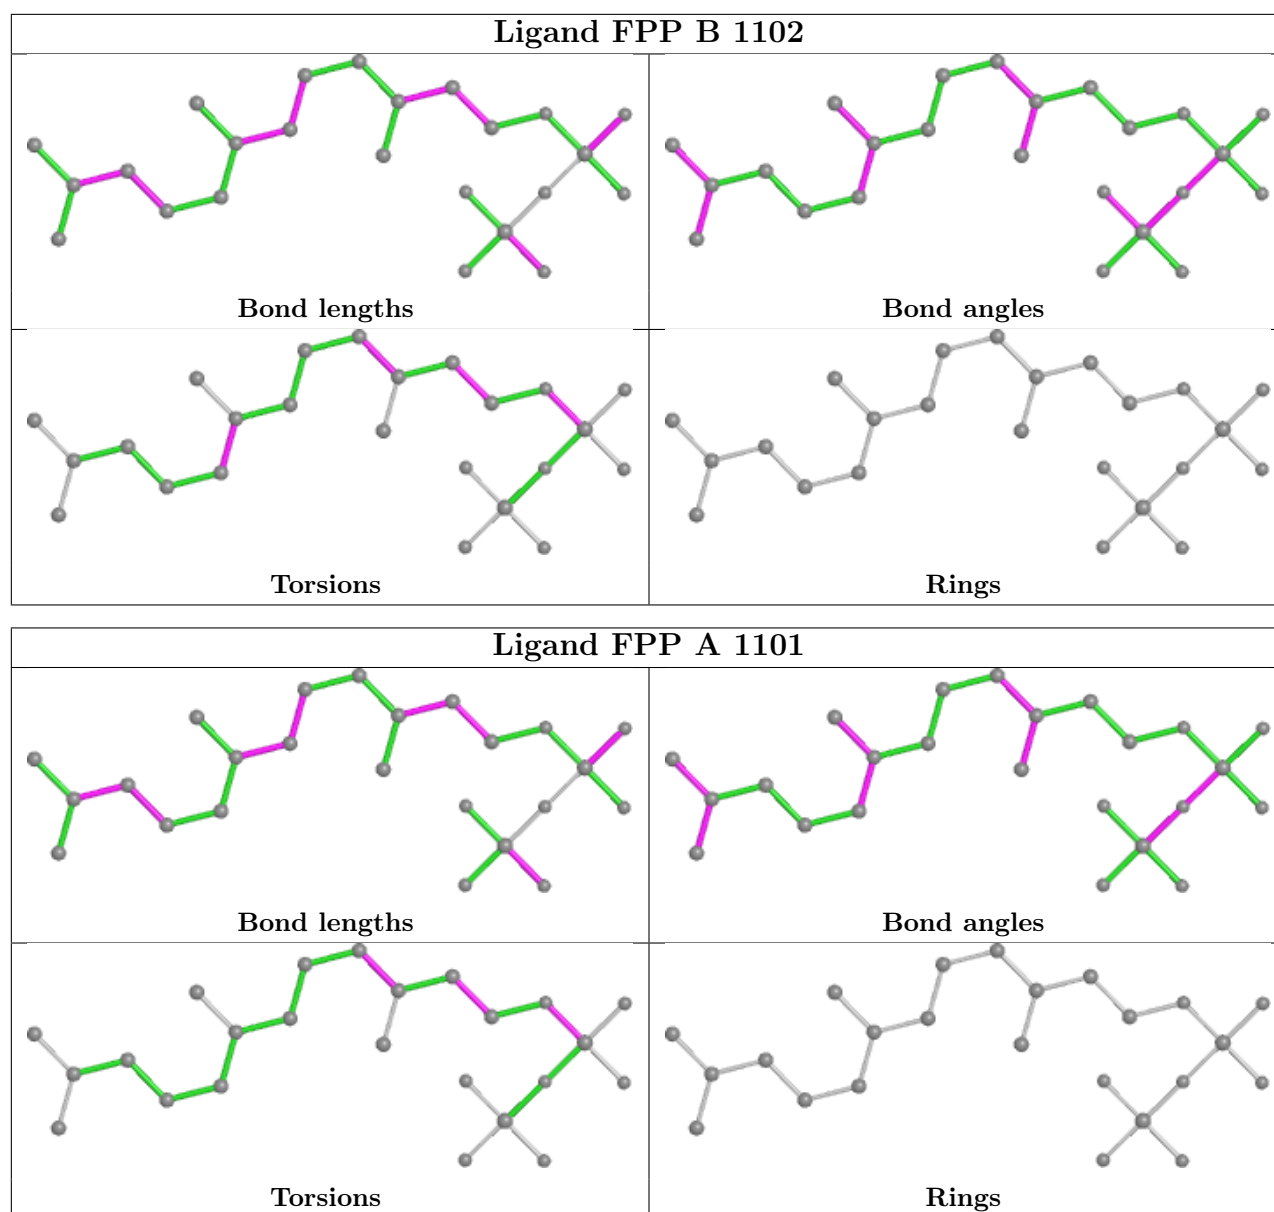 Ligand FPP B 1102
Bond lengths
Bond angles
Torsions
Rings
Ligand FPP A 1101
Bond lengths
Bond angles
Torsions
Rings